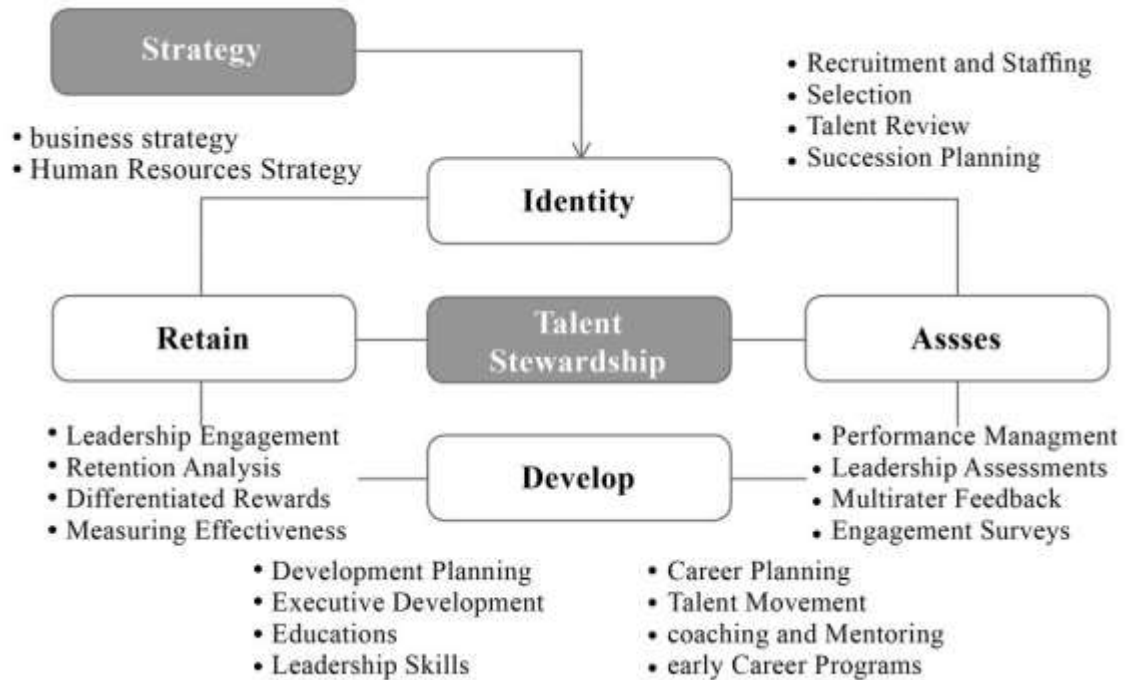 Strategy
• business strategy
• Human Resources Strategy
• Recruitment and Staffing
• Selection
• Talent Review
• Succession Planning
Identity
Retain
Talent
Stewardship
Assses
• Leadership Engagement
• Retention Analysis
• Differentiated Rewards
• Measuring Effectiveness
Develop
• Performance Managment
• Leadership Assessments
• Multirater Feedback
• Engagement Surveys
• Development Planning
• Executive Development
• Educations
• Leadership Skills
• Career Planning
• Talent Movement
• coaching and Mentoring
• early Career Programs